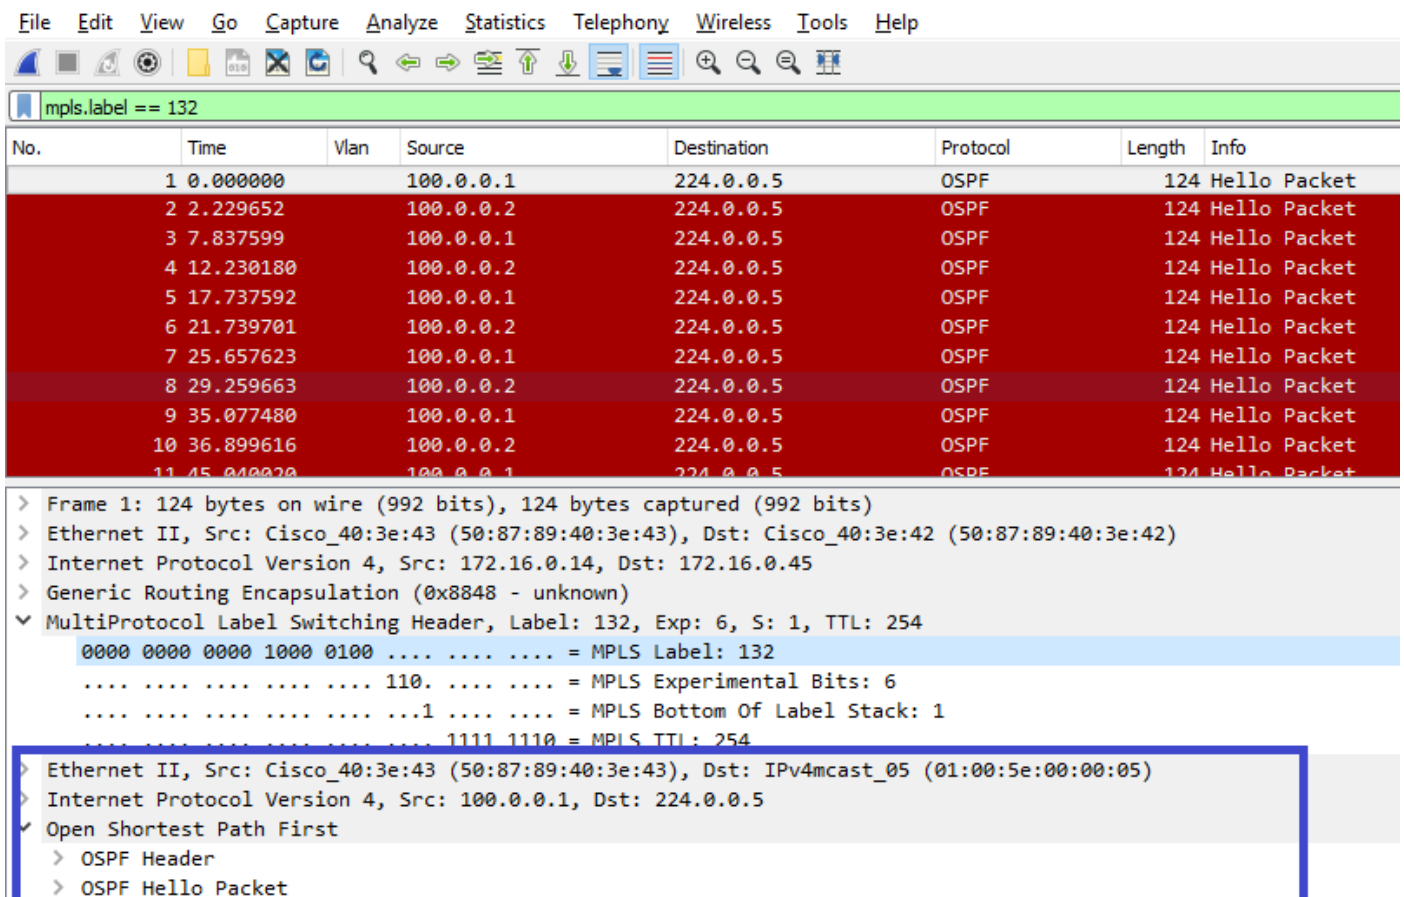 File Edit View Go Capture Analyze Statistics Telephony Wireless Tools Help
mpls.label == 132
No. Time Vlan Source Destination Protocol Length Info
1 0.000000 100.0.0.1 224.0.0.5 OSPF 124 Hello Packet
2 2.229652 100.0.0.2 224.0.0.5 OSPF 124 Hello Packet
3 7.837599 100.0.0.1 224.0.0.5 OSPF 124 Hello Packet
4 12.230180 100.0.0.2 224.0.0.5 OSPF 124 Hello Packet
5 17.737592 100.0.0.1 224.0.0.5 OSPF 124 Hello Packet
6 21.739701 100.0.0.2 224.0.0.5 OSPF 124 Hello Packet
7 25.657623 100.0.0.1 224.0.0.5 OSPF 124 Hello Packet
8 29.259663 100.0.0.2 224.0.0.5 OSPF 124 Hello Packet
9 35.077480 100.0.0.1 224.0.0.5 OSPF 124 Hello Packet
10 36.899616 100.0.0.2 224.0.0.5 OSPF 124 Hello Packet
11 45.040020 100.0.0.1 224.0.0.5 OSPF 124 Hello Packet
Frame 1: 124 bytes on wire (992 bits), 124 bytes captured (992 bits)
Ethernet II, Src: Cisco_40:3e:43 (50:87:89:40:3e:43), Dst: Cisco_40:3e:42 (50:87:89:40:3e:42)
Internet Protocol Version 4, Src: 172.16.0.14, Dst: 172.16.0.45
Generic Routing Encapsulation (0x8848 - unknown)
MultiProtocol Label Switching Header, Label: 132, Exp: 6, S: 1, TTL: 254
0000 0000 0000 1000 0100 .... .... .... = MPLS Label: 132
.... .... .... .... .... 110. .... .... = MPLS Experimental Bits: 6
.... .... .... .... .... ...1 .... .... = MPLS Bottom Of Label Stack: 1
.... .... .... .... .... .... 1111 1110 = MPLS TTL: 254
Ethernet II, Src: Cisco_40:3e:43 (50:87:89:40:3e:43), Dst: IPv4mcast_05 (01:00:5e:00:00:05)
Internet Protocol Version 4, Src: 100.0.0.1, Dst: 224.0.0.5
Open Shortest Path First
OSPF Header
OSPF Hello Packet